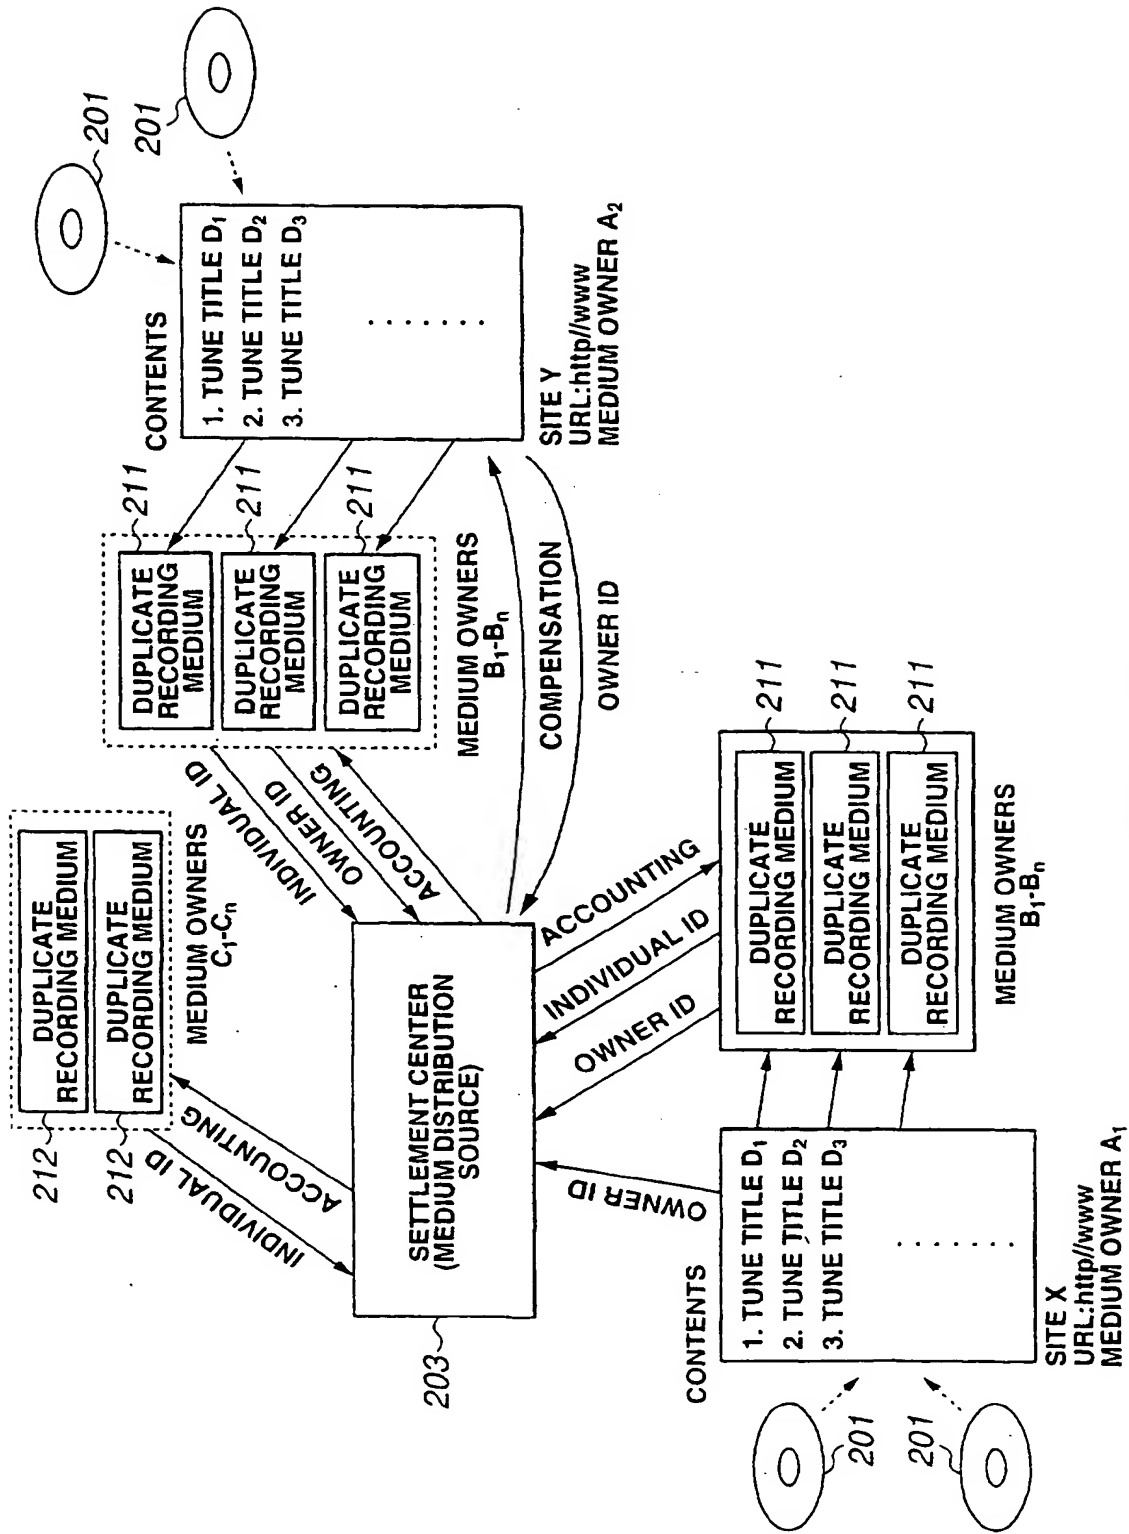 201
201
CONTENTS
1. TUNE TITLE D1
2. TUNE TITLE D2
3. TUNE TITLE D3
.......
SITE Y
URL:http//www
MEDIUM OWNER A2
211
211
211
DUPLICATE
RECORDING
MEDIUM
DUPLICATE
RECORDING
MEDIUM
DUPLICATE
RECORDING
MEDIUM
MEDIUM OWNERS
B1-Bn
COMPENSATION
OWNER ID
INDIVIDUAL ID
OWNER ID
ACCOUNTING
DUPLICATE
RECORDING MEDIUM
DUPLICATE
RECORDING MEDIUM
212
212
MEDIUM OWNERS
C1-Cn
ACCOUNTING
INDIVIDUAL ID
SETTLEMENT CENTER
(MEDIUM DISTRIBUTION
SOURCE)
203
ACCOUNTING
INDIVIDUAL ID
OWNER ID
OWNER ID
211
211
211
DUPLICATE
RECORDING MEDIUM
DUPLICATE
RECORDING MEDIUM
DUPLICATE
RECORDING MEDIUM
MEDIUM OWNERS
B1-Bn
CONTENTS
1. TUNE TITLE D1
2. TUNE TITLE D2
3. TUNE TITLE D3
.......
SITE X
URL:http//www
MEDIUM OWNER A1
201
201